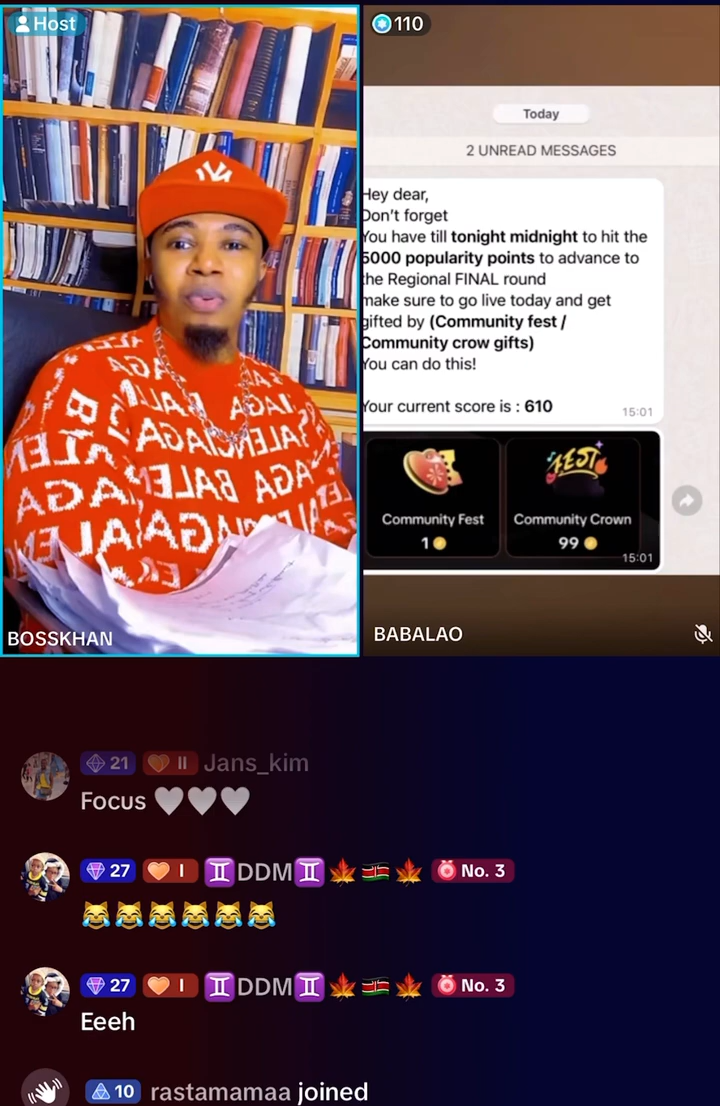 Host
110
Today
2 UNREAD MESSAGES
Hey dear,
Don't forget
You have till tonight midnight to hit the
5000 popularity points to advance to
the Regional FINAL round
make sure to go live today and get
gifted by (Community fest /
Community crow gifts)
You can do this!
Your current score is : 610
15:01
FEST
Community Fest
Community Crown
1
99
15:01
BOSSKHAN
BABALAO
21 II Jans_kim
Focus 🤍🤍🤍
27 I ♊DDM♊🍁🇰🇪🍁 No. 3
😹😹😹😹😹😹
27 I ♊DDM♊🍁🇰🇪🍁 No. 3
Eeeh
10 rastamamaa joined